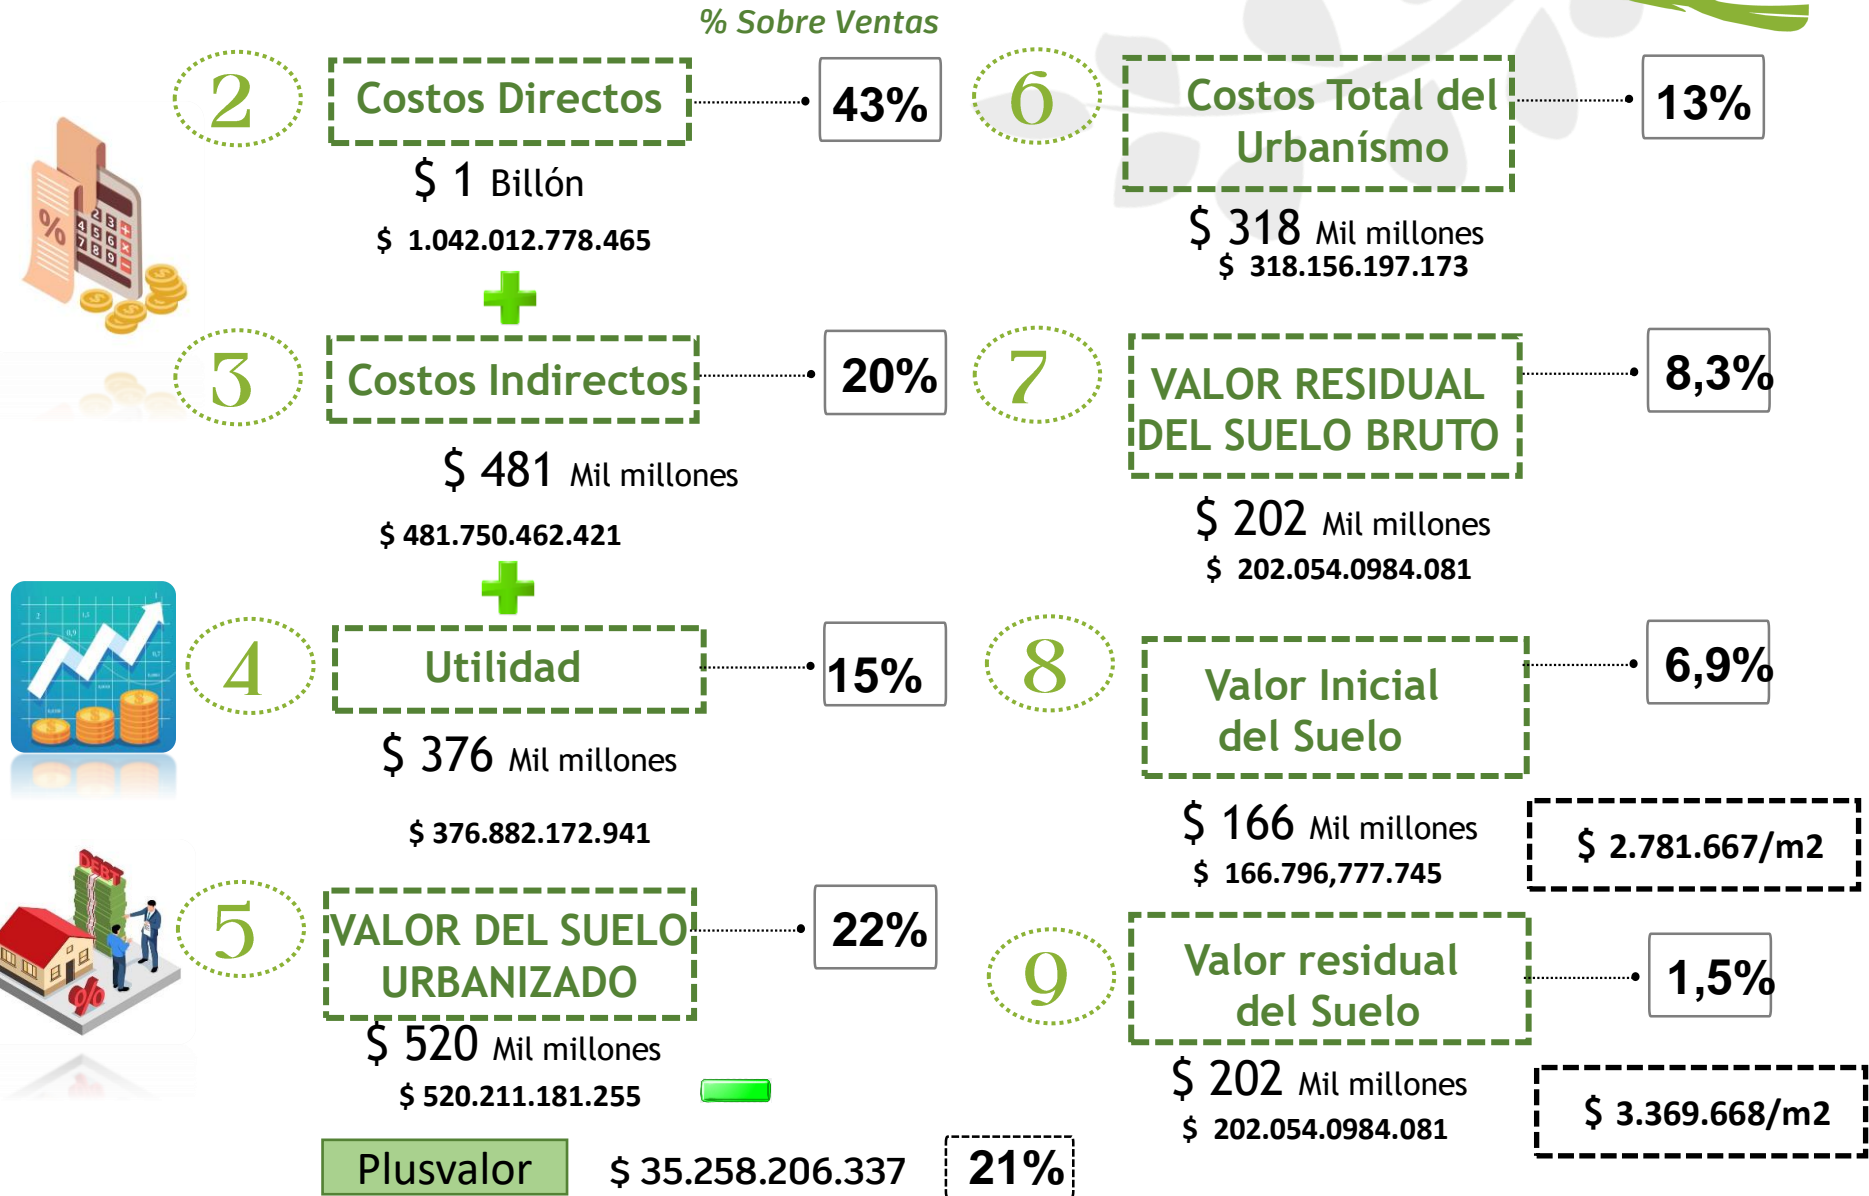 % Sobre Ventas
2
Costos Directos
43%
$ 1 Billón
$ 1.042.012.778.465
3
Costos Indirectos
20%
$ 481 Mil millones
$ 481.750.462.421
4
Utilidad
15%
$ 376 Mil millones
$ 376.882.172.941
DEBT
%
5
VALOR DEL SUELO
URBANIZADO
22%
$ 520 Mil millones
$ 520.211.181.255
6
Costos Total del
Urbanísmo
13%
$ 318 Mil millones
$ 318.156.197.173
7
VALOR RESIDUAL
DEL SUELO BRUTO
8,3%
$ 202 Mil millones
$ 202.054.0984.081
8
Valor Inicial
del Suelo
6,9%
$ 166 Mil millones
$ 166.796,777.745
$ 2.781.667/m2
9
Valor residual
del Suelo
1,5%
$ 202 Mil millones
$ 202.054.0984.081
$ 3.369.668/m2
Plusvalor
$ 35.258.206.337
21%